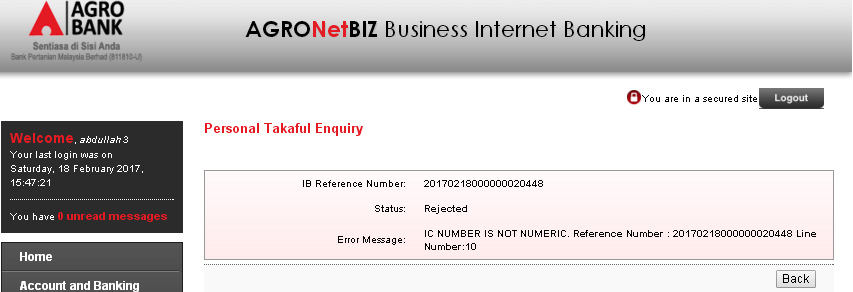 AGRO
BANK
Sentiasa di Sisi Anda
Bank Pertanian Malaysia Berhad (811810-U)
AGRONetBIZ Business Internet Banking
You are in a secured site
Logout
Welcome, abdullah3
Your last login was on
Saturday, 18 February 2017,
15:47:21
You have 0 unread messages
Home
Account and Banking
Personal Takaful Enquiry
IB Reference Number: 20170218000000020448
Status: Rejected
Error Message: IC NUMBER IS NOT NUMERIC. Reference Number : 20170218000000020448 Line
Number:10
Back